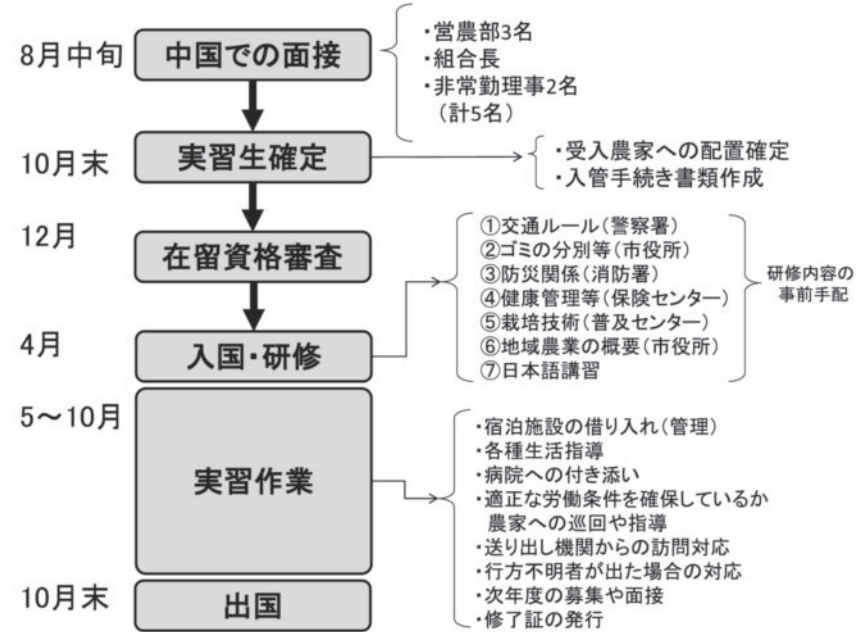 8月中旬
中国での面接
・営農部3名
・組合長
・非常勤理事2名
（計5名）
10月末
実習生確定
・受入農家への配置確定
・入管手続き書類作成
12月
在留資格審査
①交通ルール（警察署）
②ゴミの分別等（市役所）
③防災関係（消防署）
④健康管理等（保険センター）
⑤栽培技術（普及センター）
⑥地域農業の概要（市役所）
⑦日本語講習
研修内容の
事前手配
4月
入国・研修
5～10月
実習作業
・宿泊施設の借り入れ（管理）
・各種生活指導
・病院への付き添い
・適正な労働条件を確保しているか
農家への巡回や指導
・送り出し機関からの訪問対応
・行方不明者が出た場合の対応
・次年度の募集や面接
・修了証の発行
10月末
出国